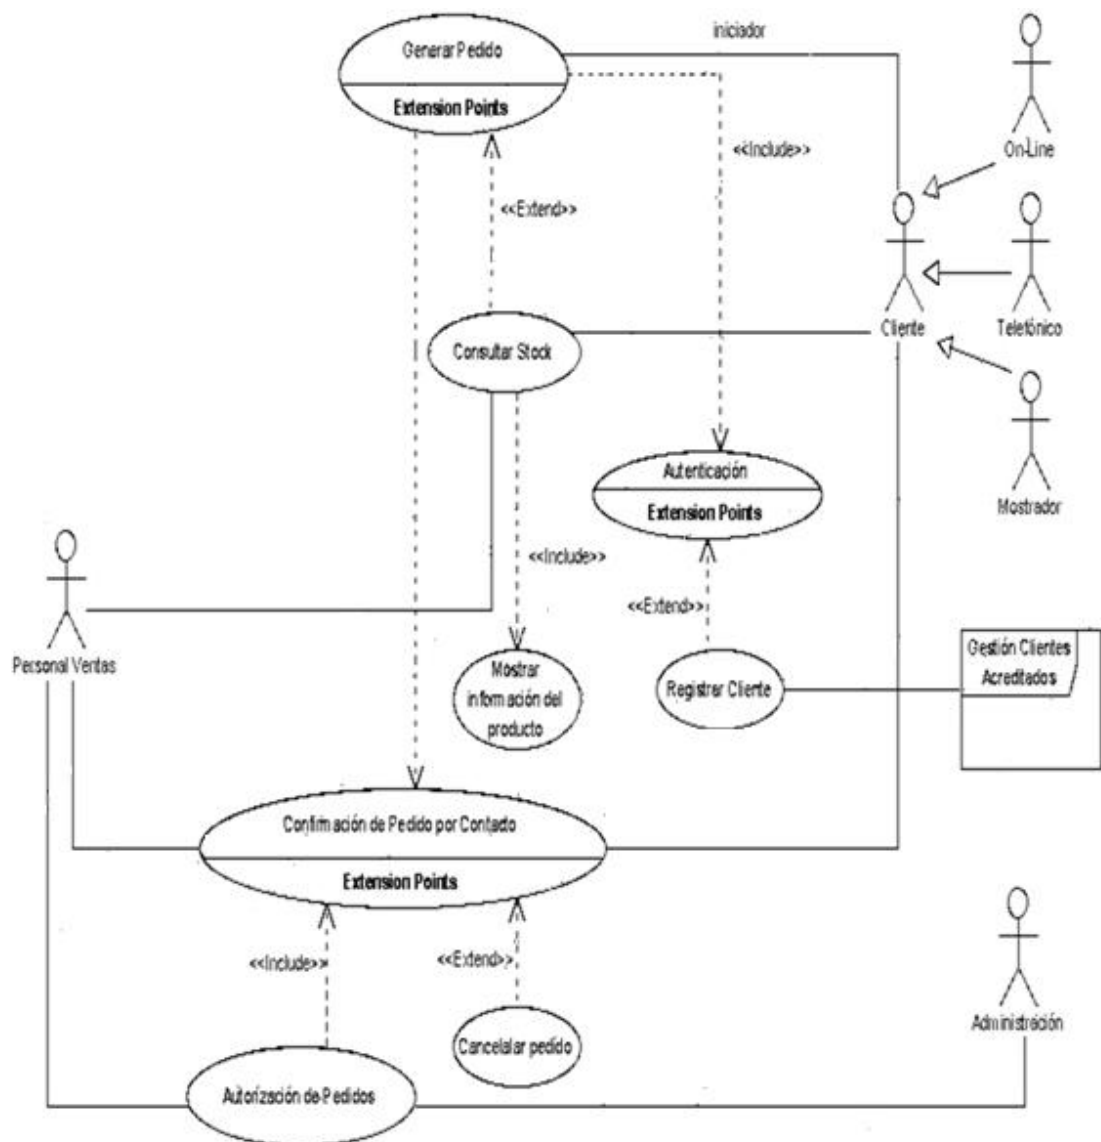 Generar Pedido
Extension Points
iniciador
On-Line
<<Include>>
<<Extend>>
Cliente
Telefónico
Consultar Stock
Autenticación
Extension Points
Mostrador
<<Include>>
<<Extend>>
Personal Ventas
Mostrar
información del
producto
Registrar Cliente
Gestión Clientes
Acreditados
Confirmación de Pedido por Contacto
Extension Points
<<Include>>
<<Extend>>
Cancelalar pedido
Administración
Autorización de Pedidos